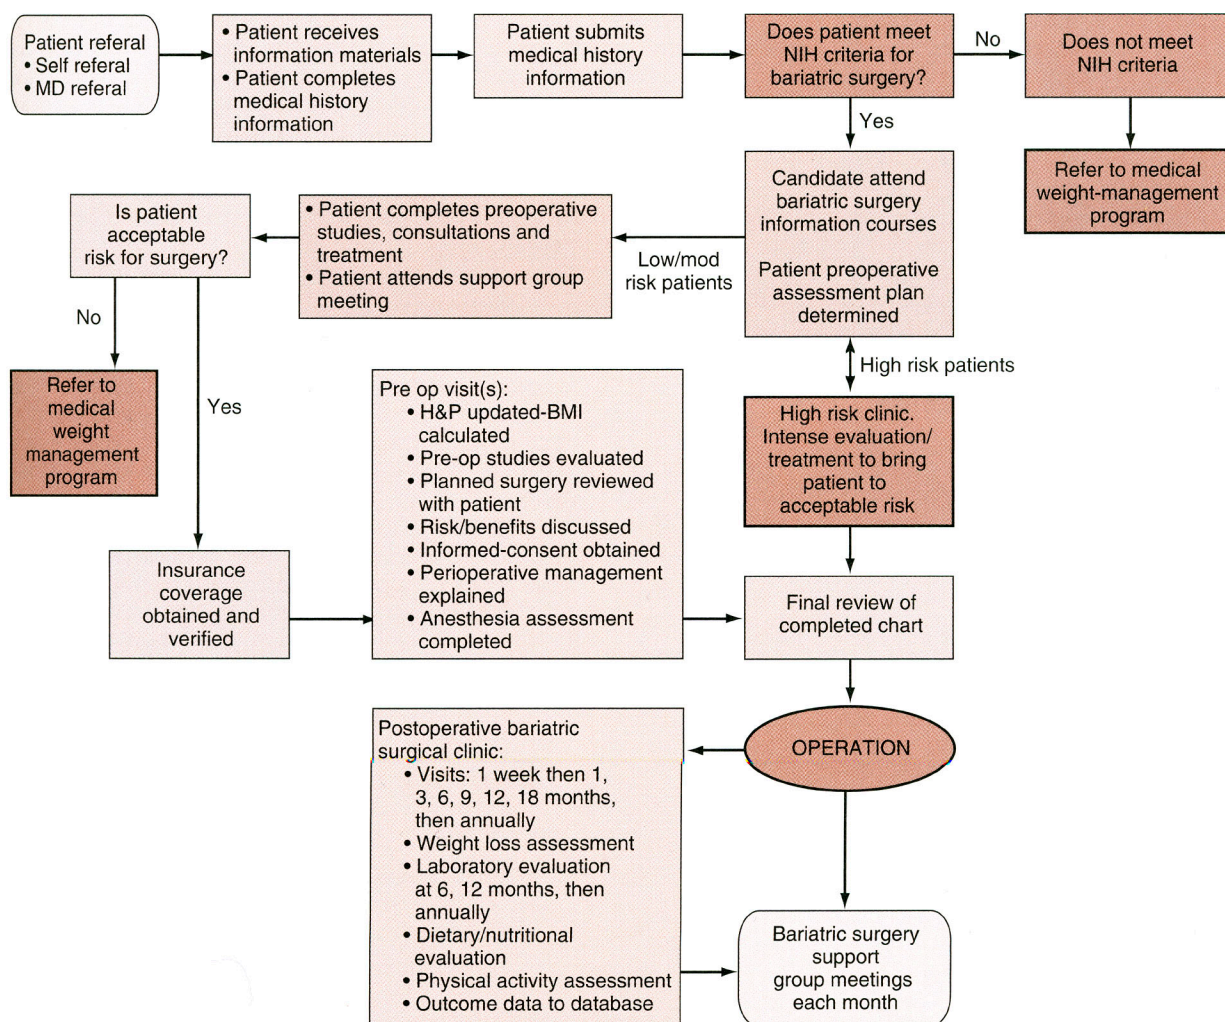 Patient referal
• Self referal
• MD referal
• Patient receives
information materials
• Patient completes
medical history
information
Patient submits
medical history
information
Does patient meet
NIH criteria for
bariatric surgery?
No
Does not meet
NIH criteria
Yes
Refer to medical
weight-management
program
Candidate attend
bariatric surgery
information courses
Patient preoperative
assessment plan
determined
Low/mod
risk patients
• Patient completes preoperative
studies, consultations and
treatment
• Patient attends support group
meeting
Is patient
acceptable
risk for surgery?
No
Refer to
medical
weight
management
program
Yes
High risk patients
High risk clinic.
Intense evaluation/
treatment to bring
patient to
acceptable risk
Insurance
coverage
obtained and
verified
Pre op visit(s):
• H&P updated-BMI
calculated
• Pre-op studies evaluated
• Planned surgery reviewed
with patient
• Risk/benefits discussed
• Informed-consent obtained
• Perioperative management
explained
• Anesthesia assessment
completed
Final review of
completed chart
OPERATION
Postoperative bariatric
surgical clinic:
• Visits: 1 week then 1,
3, 6, 9, 12, 18 months,
then annually
• Weight loss assessment
• Laboratory evaluation
at 6, 12 months, then
annually
• Dietary/nutritional
evaluation
• Physical activity assessment
• Outcome data to database
Bariatric surgery
support
group meetings
each month